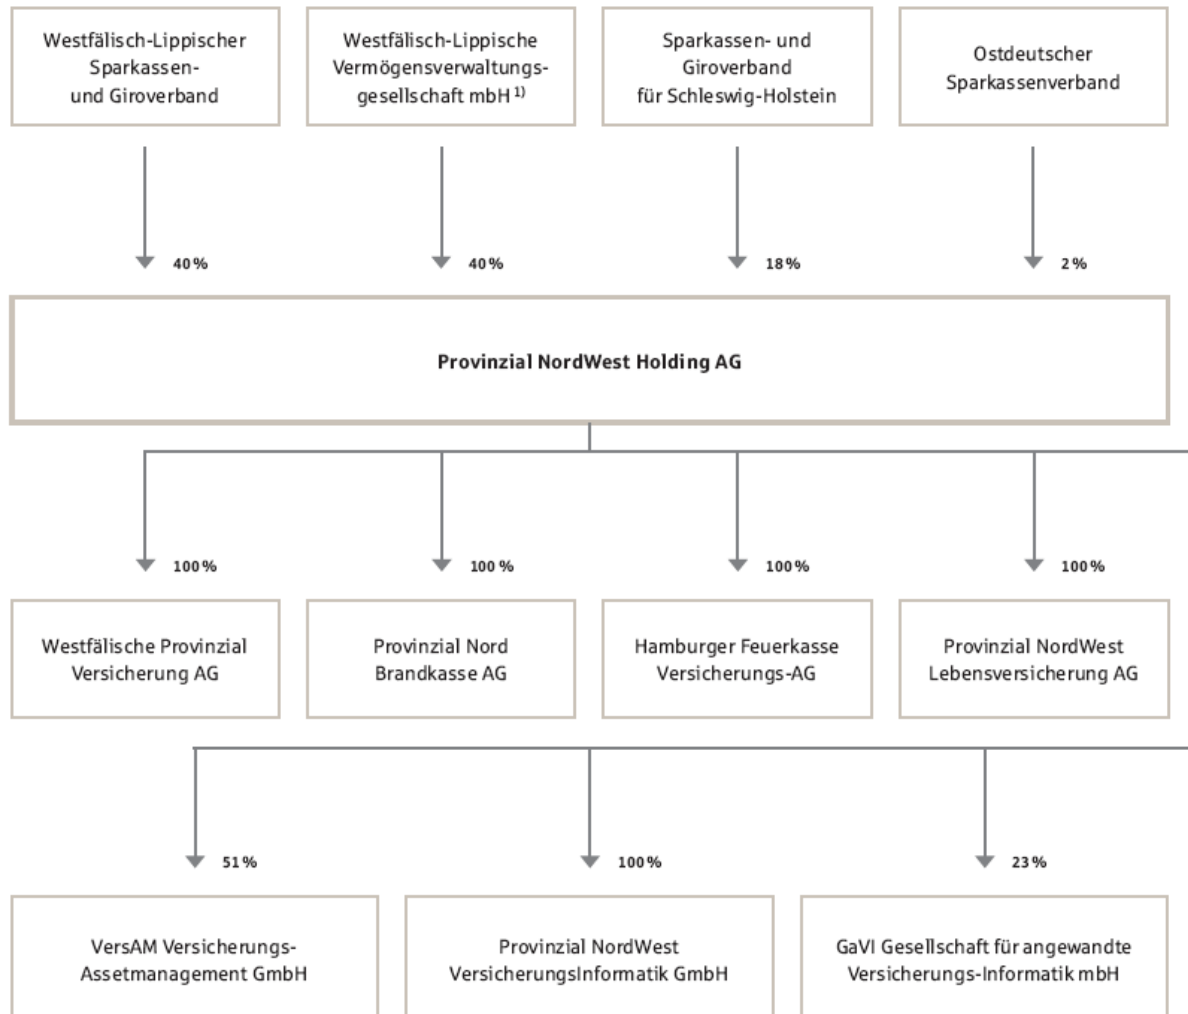 Westfälisch-Lippischer
Sparkassen-
und Giroverband
Westfälisch-Lippische
Vermögensverwaltungs-
gesellschaft mbH 1)
Sparkassen- und
Giroverband
für Schleswig-Holstein
Ostdeutscher
Sparkassenverband
40 %
40 %
18 %
2 %
Provinzial NordWest Holding AG
100 %
100 %
100 %
100 %
Westfälische Provinzial
Versicherung AG
Provinzial Nord
Brandkasse AG
Hamburger Feuerkasse
Versicherungs-AG
Provinzial NordWest
Lebensversicherung AG
51 %
100 %
23 %
VersAM Versicherungs-
Assetmanagement GmbH
Provinzial NordWest
VersicherungsInformatik GmbH
GaVI Gesellschaft für angewandte
Versicherungs-Informatik mbH